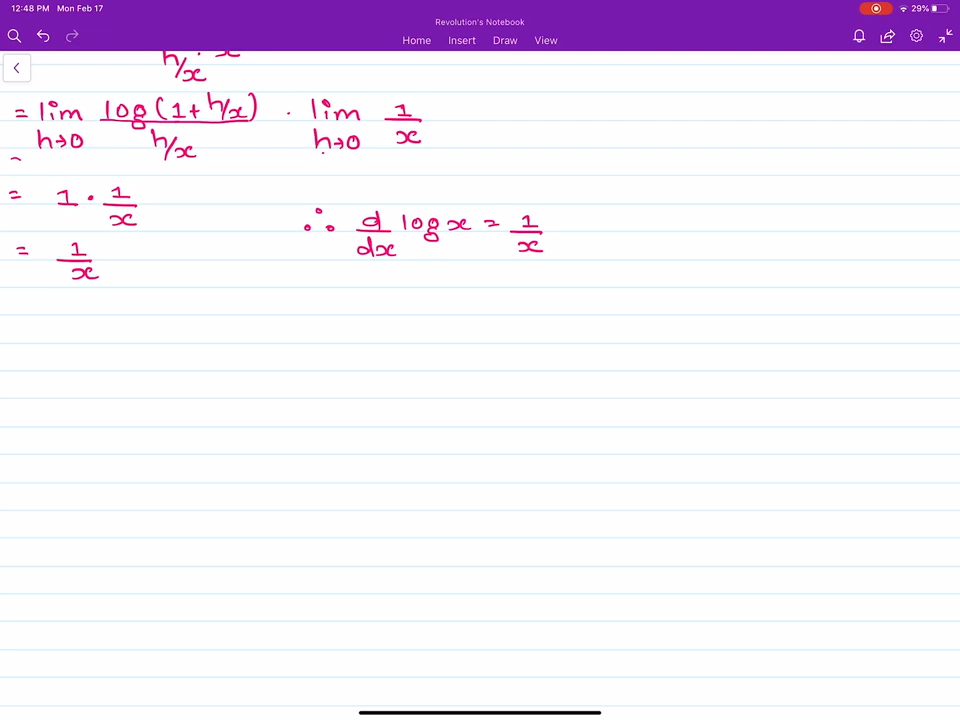 12:48 PM Mon Feb 17
29%
Revolution's Notebook
Home Insert Draw View
h/x · x
= lim h→0 log(1+h/x) / h/x · lim h→0 1/x
=
= 1 · 1/x
∴ d/dx log x = 1/x
= 1/x